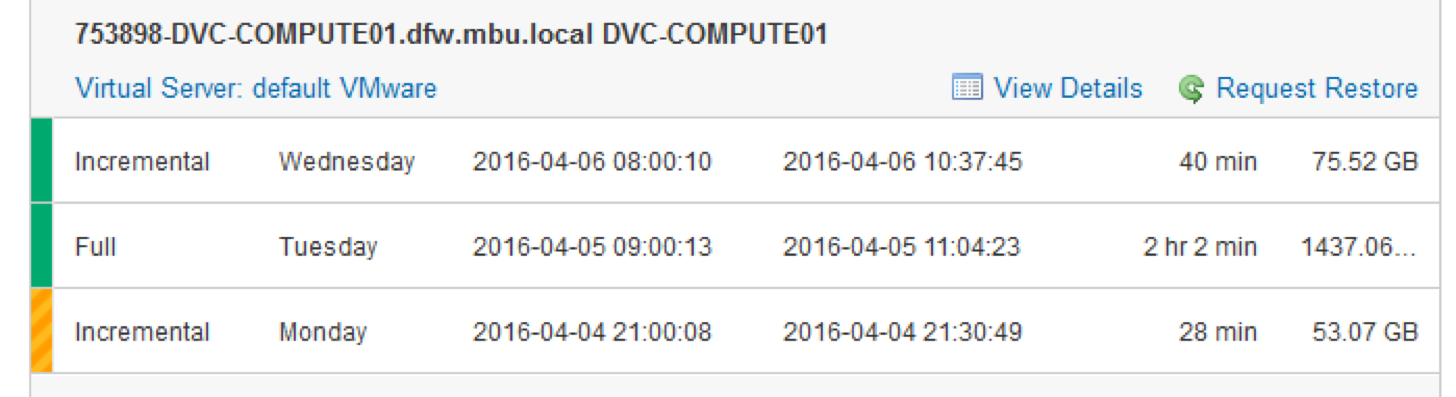 753898-DVC-COMPUTE01.dfw.mbu.local DVC-COMPUTE01
Virtual Server: default VMware View Details Request Restore
Incremental Wednesday 2016-04-06 08:00:10 2016-04-06 10:37:45 40 min 75.52 GB
Full Tuesday 2016-04-05 09:00:13 2016-04-05 11:04:23 2 hr 2 min 1437.06...
Incremental Monday 2016-04-04 21:00:08 2016-04-04 21:30:49 28 min 53.07 GB